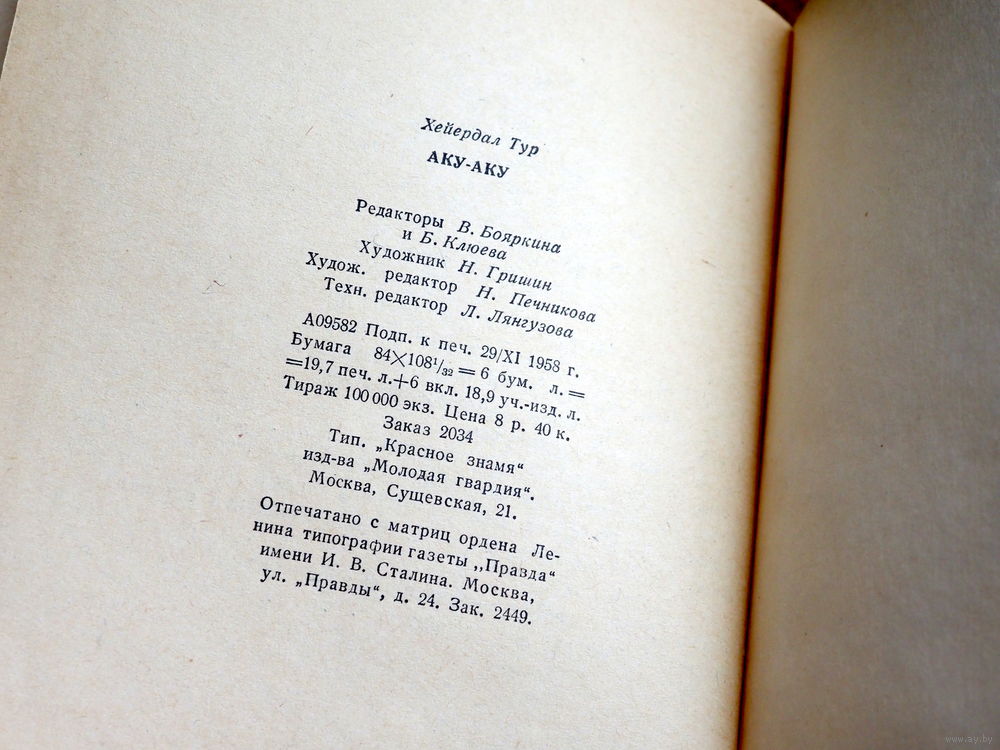 Хейердал Тур
АКУ-АКУ
Редакторы В. Бояркина
и Б. Клюева
Художник Н. Гришин
Худож. редактор Н. Печникова
Техн. редактор Л. Лянгузова
А09582 Подп. к печ. 29/XI 1958 г.
Бумага 84×108¹/₃₂ = 6 бум. л. =
=19,7 печ. л.+6 вкл. 18,9 уч.-изд. л.
Тираж 100 000 экз. Цена 8 р. 40 к.
Заказ 2034
Тип. „Красное знамя“
изд-ва „Молодая гвардия“.
Москва, Сущевская, 21.
Отпечатано с матриц ордена Ле-
нина типографии газеты ,,Правда“
имени И. В. Сталина. Москва,
ул. „Правды“, д. 24. Зак. 2449.
www.ay.by